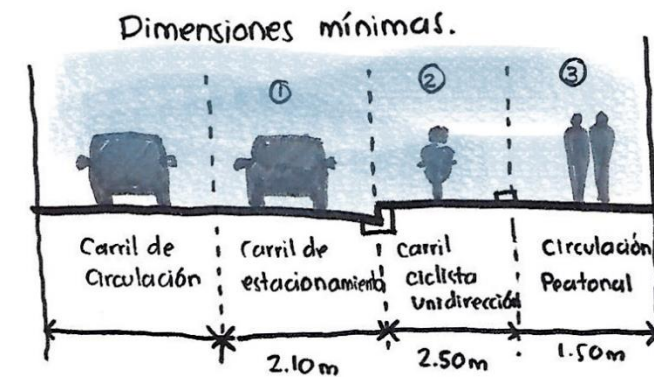 Dimensiones mínimas.
① ② ③
Carril de
Circulación
Carril de
estacionamiento
Carril
ciclista
unidirección
Circulación
Peatonal
2.10m 2.50m 1.50m